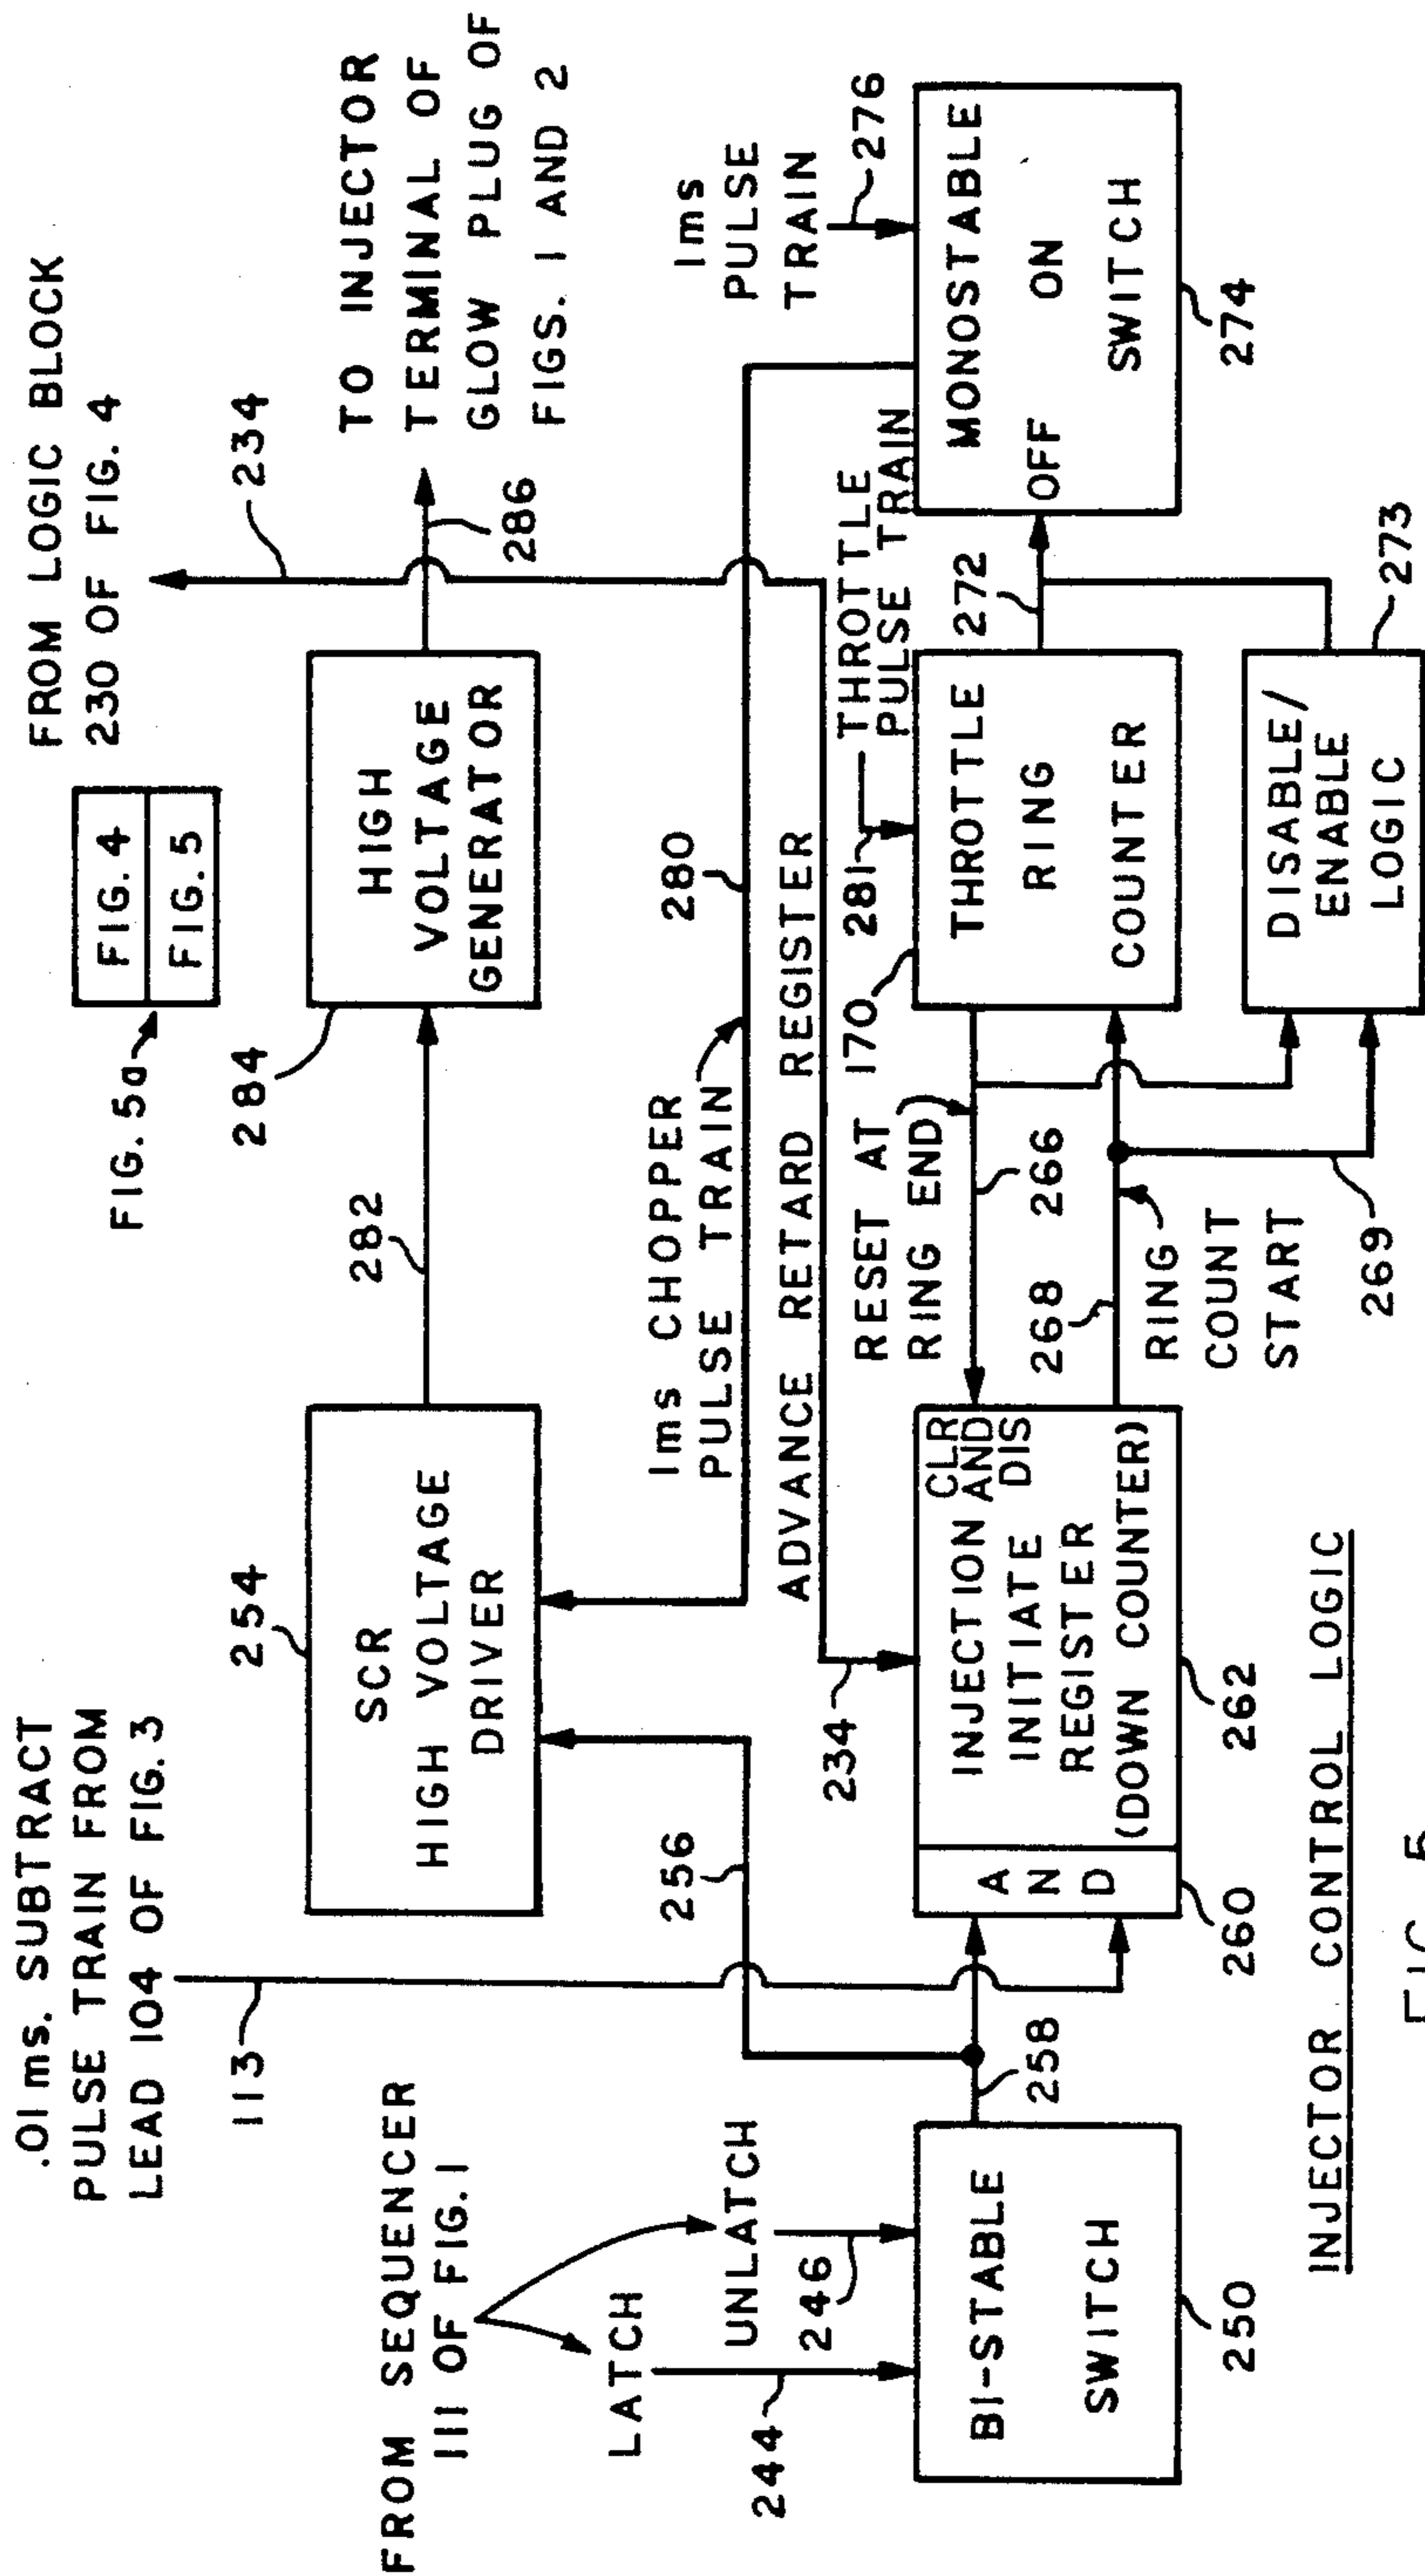 .01 ms. SUBTRACT
PULSE TRAIN FROM
LEAD 104 OF FIG. 3
113
FROM SEQUENCER
111 OF FIG. 1
LATCH
UNLATCH
244
246
BI-STABLE
SWITCH
250
258
256
254
SCR
HIGH VOLTAGE
DRIVER
282
284
HIGH
VOLTAGE
GENERATOR
286
TO INJECTOR
TERMINAL OF
GLOW PLUG OF
FIGS. 1 AND 2
FIG. 5a
FIG. 4
FIG. 5
FROM LOGIC BLOCK
230 OF FIG. 4
234
1ms CHOPPER
PULSE TRAIN
280
ADVANCE RETARD REGISTER
234
A
N
D
260
INJECTION
INITIATE
REGISTER
(DOWN COUNTER)
CLR
AND
DIS
262
RESET AT
RING END
266
268
RING
COUNT
START
269
170
281
THROTTLE
PULSE TRAIN
THROTTLE
RING
COUNTER
272
DISABLE/
ENABLE
LOGIC
273
1ms
PULSE
TRAIN
276
MONOSTABLE
OFF ON
SWITCH
274
INJECTOR CONTROL LOGIC